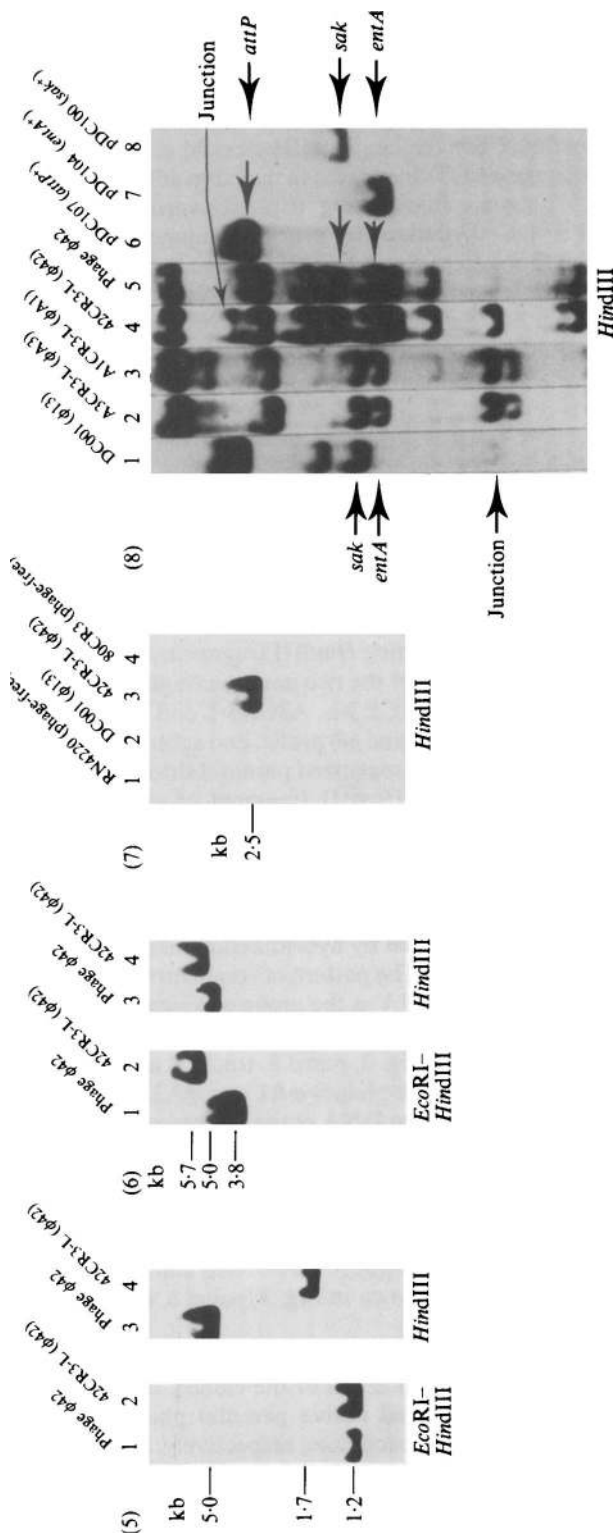 (5)
Phage ϕ42
42CR3-L (ϕ42)
Phage ϕ42
42CR3-L (ϕ42)
kb
5·0
1·7
1·2
1
2
3
4
EcoRI–
HindIII
HindIII
(6)
Phage ϕ42
42CR3-L (ϕ42)
Phage ϕ42
42CR3-L (ϕ42)
kb
5·7
5·0
3·8
1
2
3
4
EcoRI–
HindIII
HindIII
(7)
RN4220 (phage-free)
DC001 (ϕ13)
42CR3-L (ϕ42)
80CR3 (phage-free)
kb
2·5
1
2
3
4
HindIII
(8)
DC001 (ϕ13)
A3CR3-L (ϕA3)
A1CR3-L (ϕA1)
42CR3-L (ϕ42)
Phage ϕ42
pDC107 (attP⁺)
pDC104 (entA⁺)
pDC100 (sak⁺)
1
2
3
4
5
6
7
8
Junction
attP
sak
entA
sak
entA
Junction
HindIII